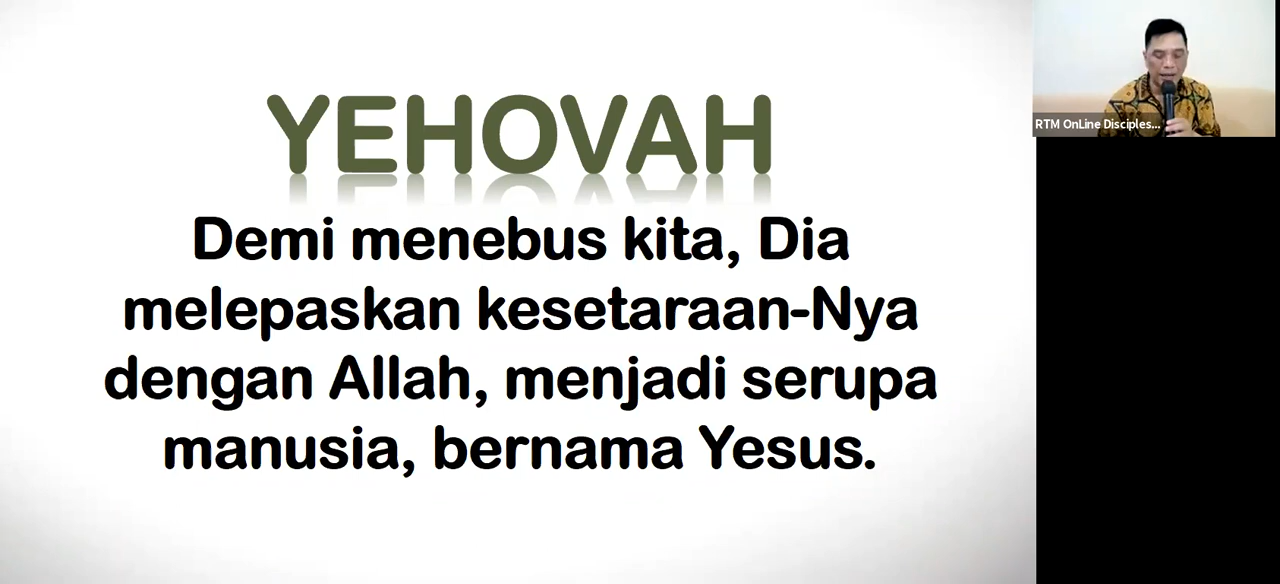 YEHOVAH
Demi menebus kita, Dia
melepaskan kesetaraan-Nya
dengan Allah, menjadi serupa
manusia, bernama Yesus.
RTM OnLine Disciples...